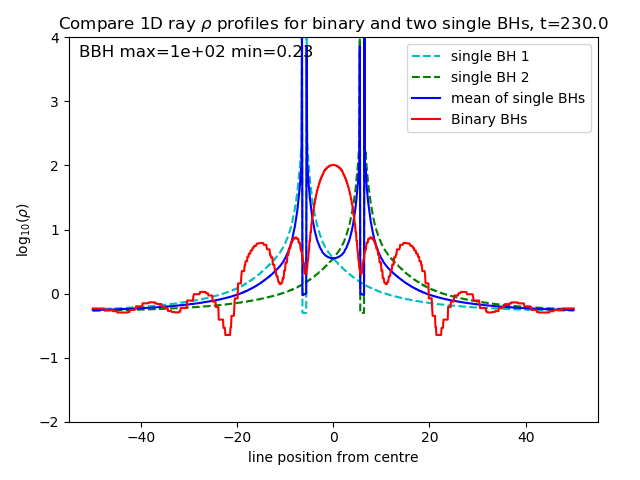 Compare 1D ray ρ profiles for binary and two single BHs, t=230.0
BBH max=1e+02 min=0.23
single BH 1
single BH 2
mean of single BHs
Binary BHs
log₁₀(ρ)
4
3
2
1
0
−1
−2
−40 −20 0 20 40
line position from centre